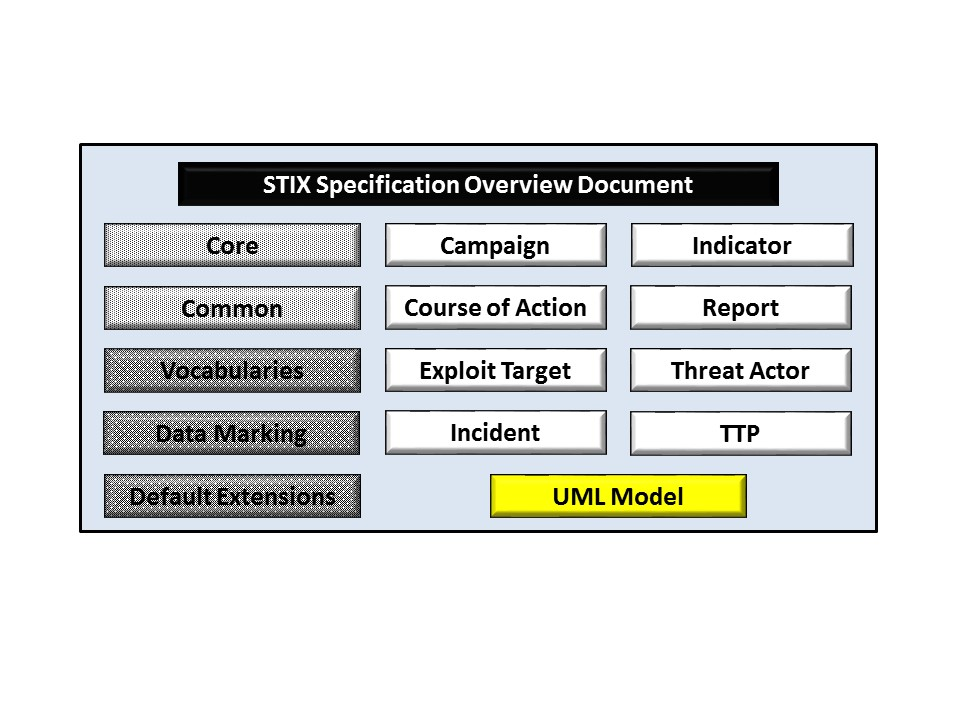 STIX Specification Overview Document
Core
Campaign
Indicator
Common
Course of Action
Report
Vocabularies
Exploit Target
Threat Actor
Data Marking
Incident
TTP
Default Extensions
UML Model